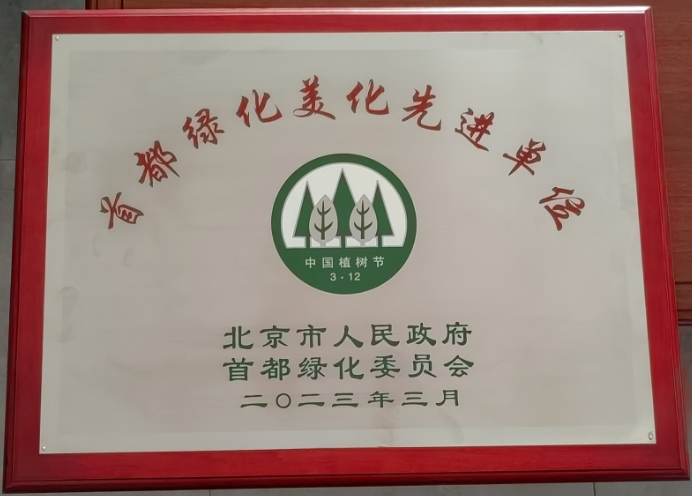 首都绿化美化先进单位
中国植树节
3·12
北京市人民政府
首都绿化委员会
二〇二三年三月